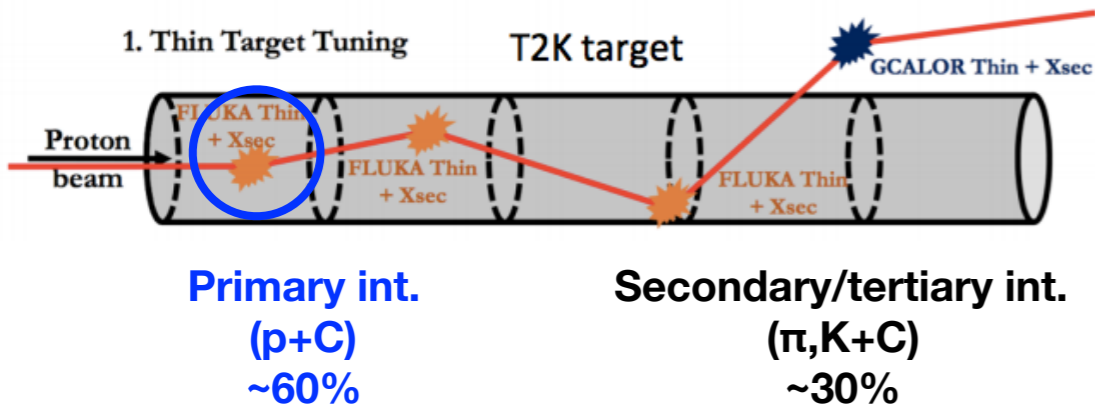 1. Thin Target Tuning
T2K target
GCALOR Thin + Xsec
FLUKA Thin
+ Xsec
Proton
beam
FLUKA Thin
+ Xsec
FLUKA Thin
+ Xsec
Primary int.
(p+C)
~60%
Secondary/tertiary int.
(π,K+C)
~30%